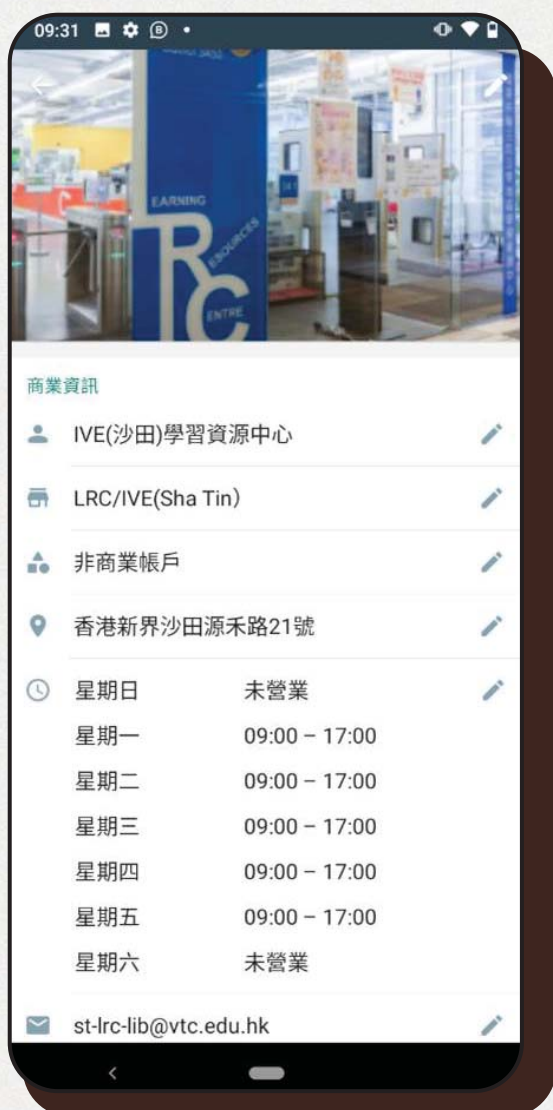 09:31
EARNING
RESOURCES
CENTRE
商業資訊
IVE(沙田)學習資源中心
LRC/IVE(Sha Tin)
非商業帳戶
香港新界沙田源禾路21號
星期日 未營業
星期一 09:00 – 17:00
星期二 09:00 – 17:00
星期三 09:00 – 17:00
星期四 09:00 – 17:00
星期五 09:00 – 17:00
星期六 未營業
st-lrc-lib@vtc.edu.hk